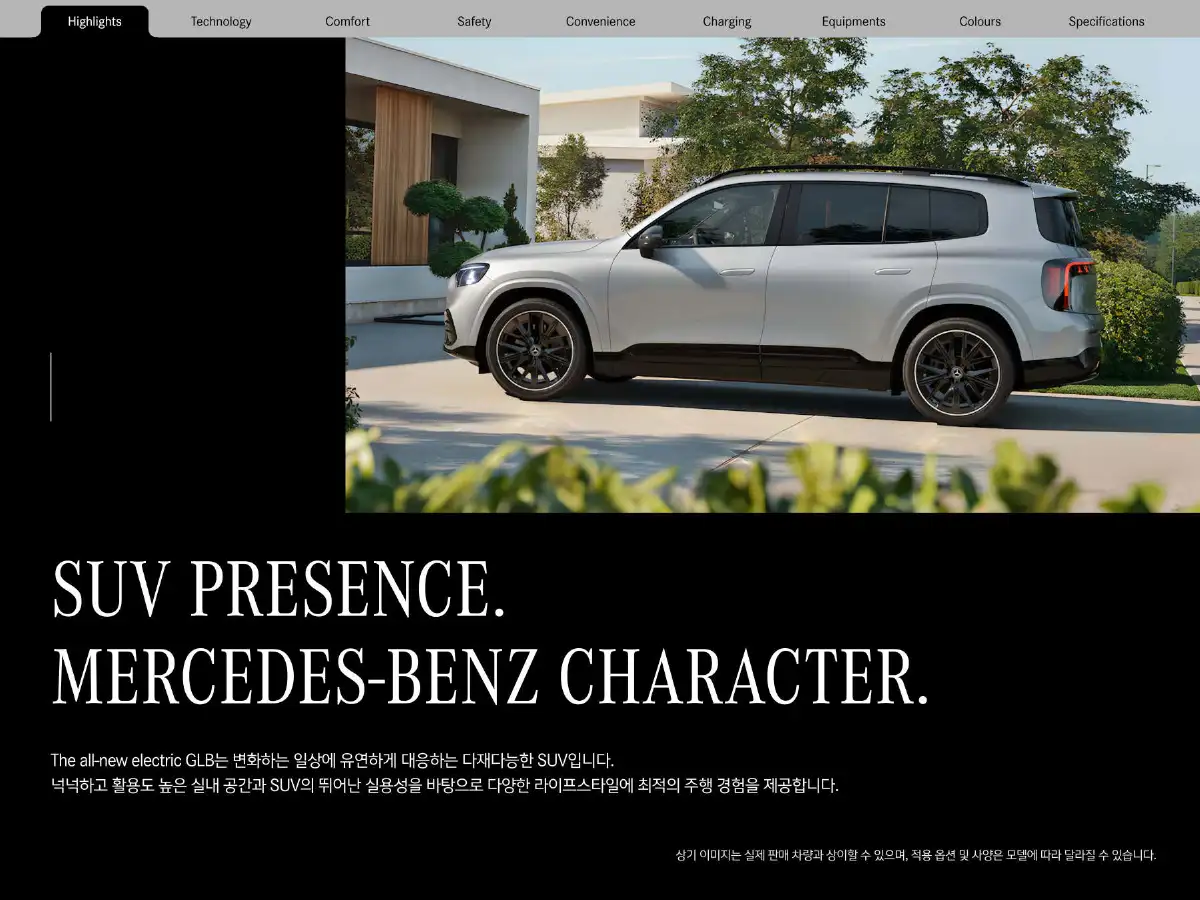 Highlights
Technology
Comfort
Safety
Convenience
Charging
Equipments
Colours
Specifications
SUV PRESENCE.
MERCEDES-BENZ CHARACTER.
The all-new electric GLB는 변화하는 일상에 유연하게 대응하는 다재다능한 SUV입니다.
넉넉하고 활용도 높은 실내 공간과 SUV의 뛰어난 실용성을 바탕으로 다양한 라이프스타일에 최적의 주행 경험을 제공합니다.
상기 이미지는 실제 판매 차량과 상이할 수 있으며, 적용 옵션 및 사양은 모델에 따라 달라질 수 있습니다.